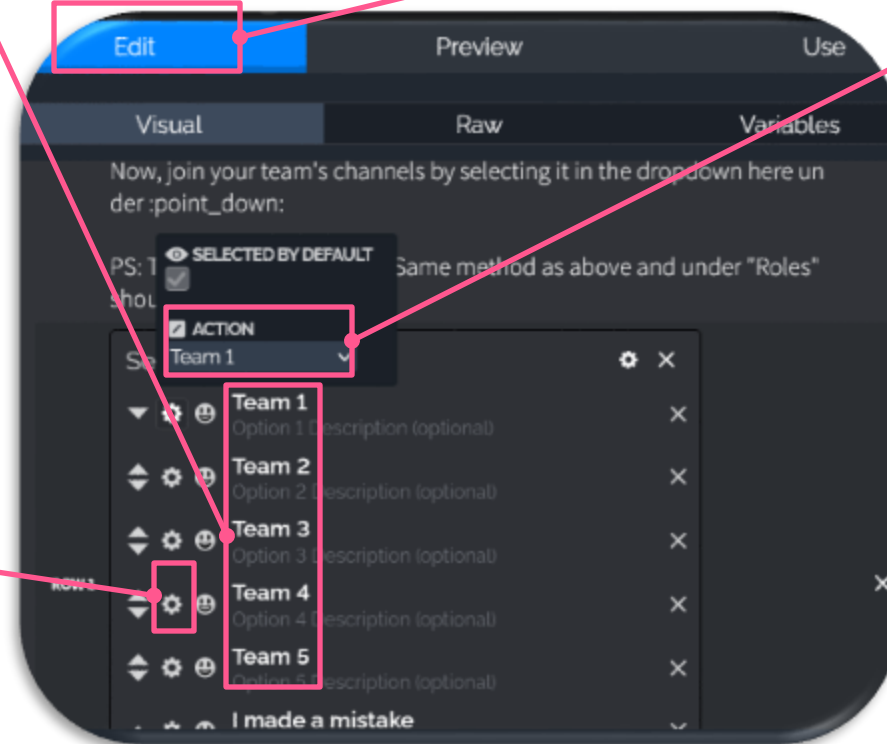 Edit Preview Use
Visual Raw Variables
Now, join your team's channels by selecting it in the dropdown here un
der :point_down:
SELECTED BY DEFAULT
PS: T Same method as above and under "Roles"
shou
ACTION
Team 1
Se
Team 1
Option 1 Description (optional)
Team 2
Option 2 Description (optional)
Team 3
Option 3 Description (optional)
ROW 3
Team 4
Option 4 Description (optional)
Team 5
Option 5 Description (optional)
I made a mistake